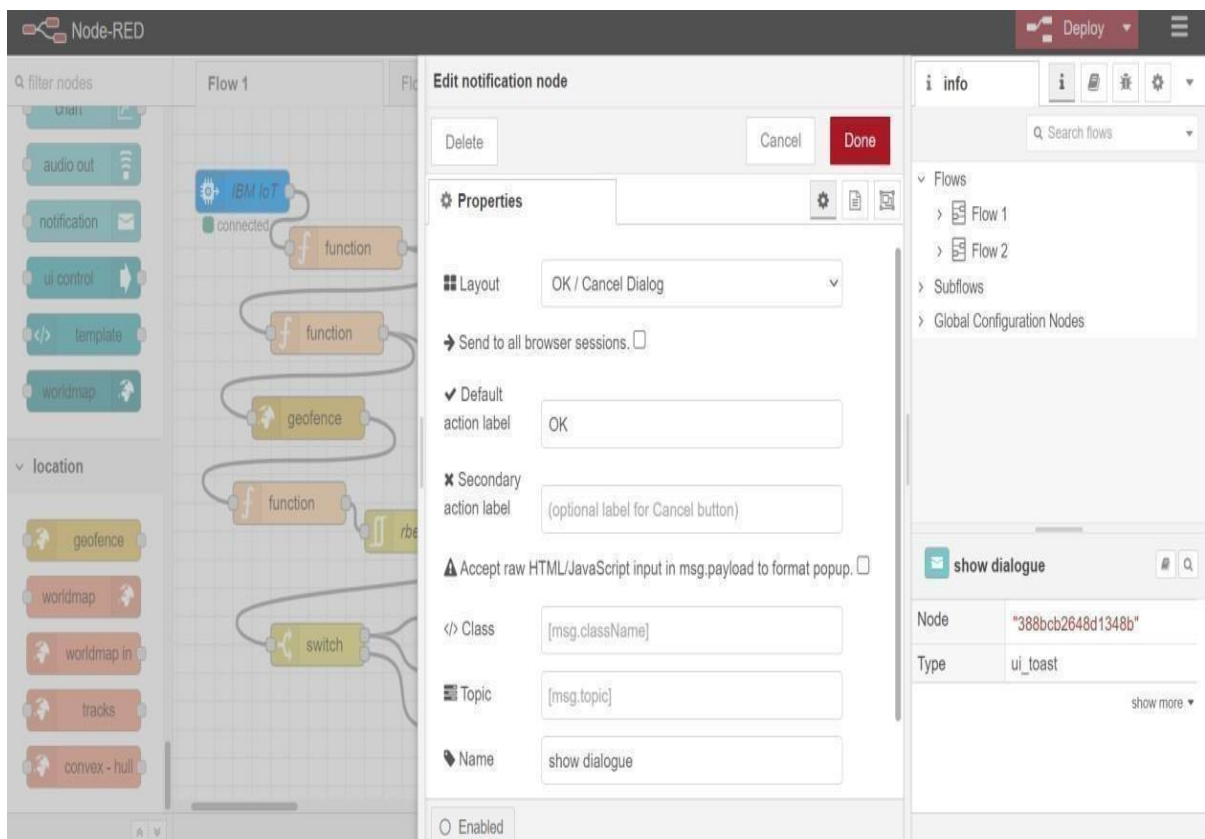 Node-RED
Deploy
filter nodes
Flow 1
Edit notification node
info
i
chart
Delete
Cancel
Done
Search flows
audio out
IBM IoT
Properties
Flows
Flow 1
notification
connected
function
Flow 2
ui control
Layout
OK / Cancel Dialog
Subflows
template
function
Send to all browser sessions.
Global Configuration Nodes
worldmap
Default
action label
OK
geofence
location
Secondary
action label
(optional label for Cancel button)
function
geofence
Accept raw HTML/JavaScript input in msg.payload to format popup.
show dialogue
worldmap
Class
[msg.className]
Node
"388bcb2648d1348b"
worldmap in
switch
Type
ui_toast
tracks
Topic
[msg.topic]
show more
convex - hull
Name
show dialogue
Enabled